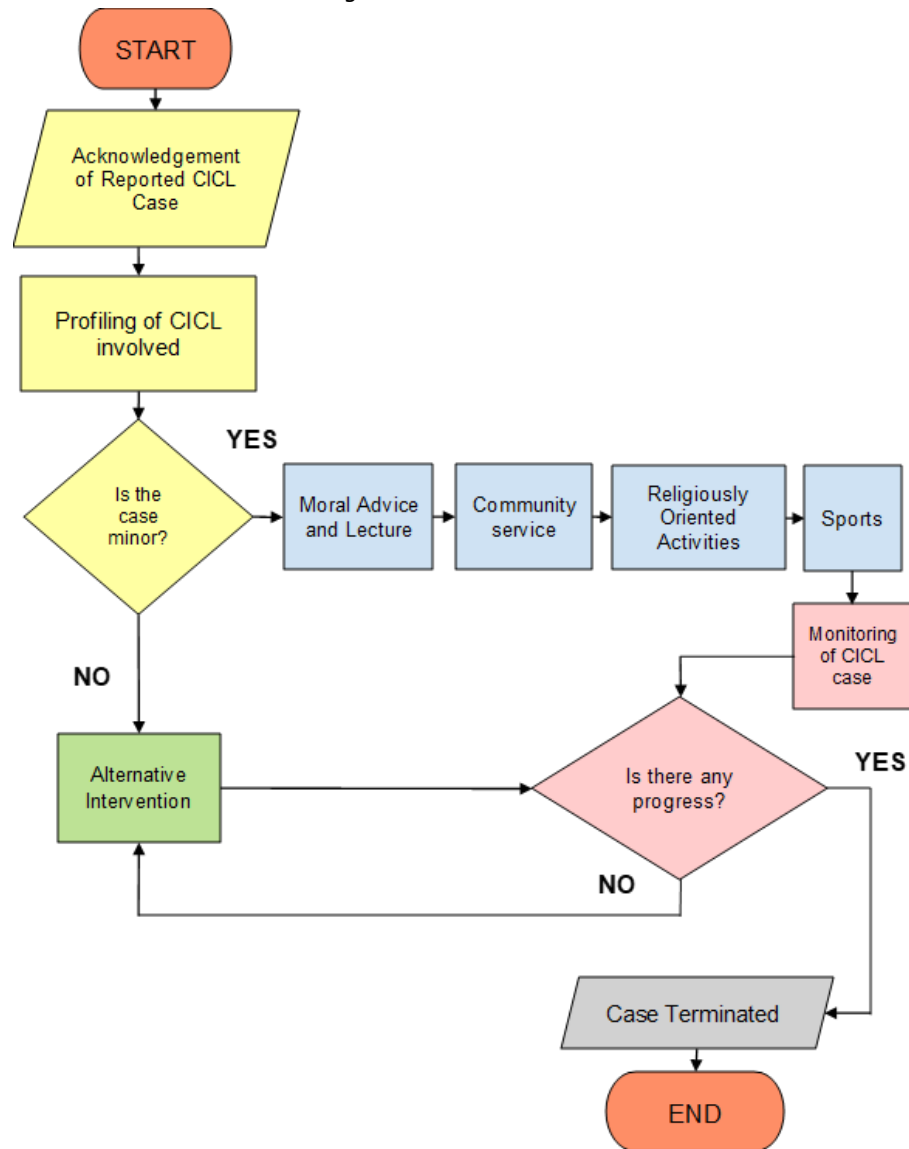 START
Acknowledgement
of Reported CICL
Case
Profiling of CICL
involved
YES
Is the
case
minor?
Moral Advice
and Lecture
Community
service
Religiously
Oriented
Activities
Sports
Monitoring
of CICL
case
NO
Alternative
Intervention
Is there any
progress?
YES
NO
Case Terminated
END